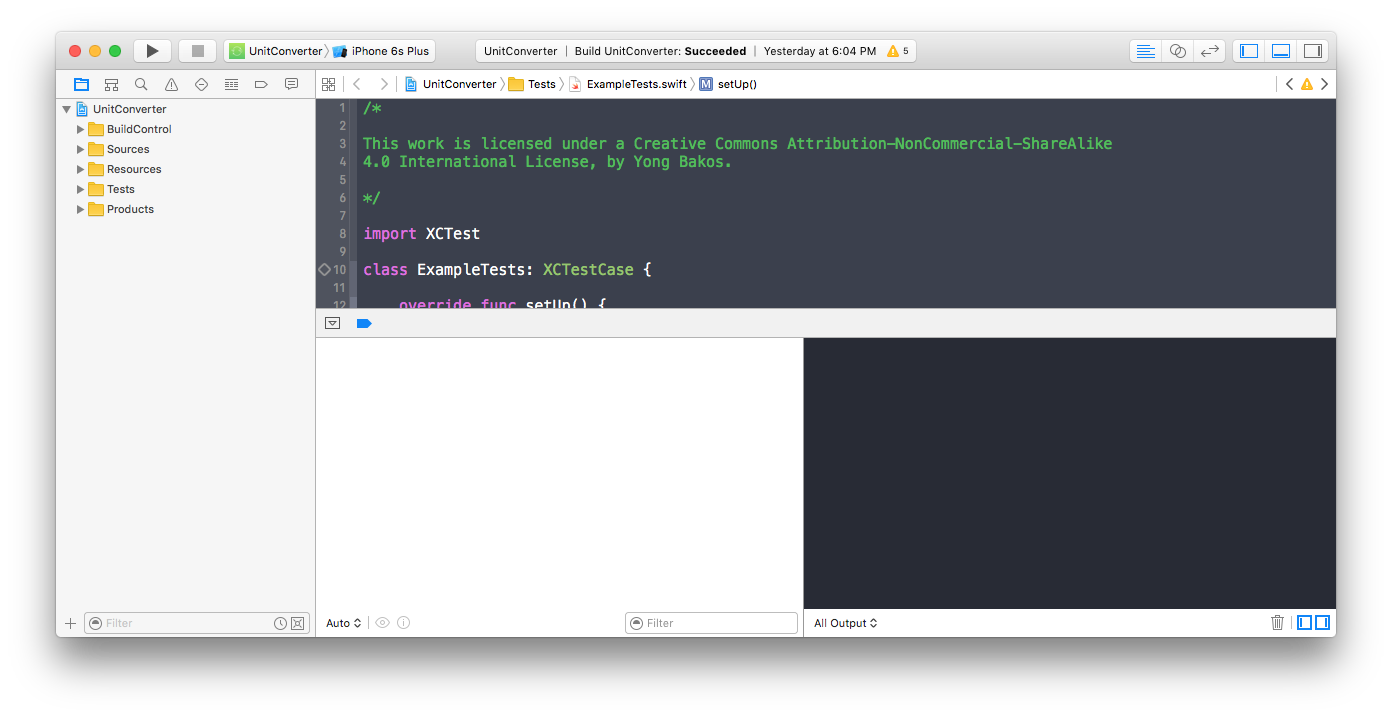 UnitConverter iPhone 6s Plus UnitConverter | Build UnitConverter: Succeeded | Yesterday at 6:04 PM 5
UnitConverter Tests ExampleTests.swift M setUp()
UnitConverter
BuildControl
Sources
Resources
Tests
Products
1 /*
2
3 This work is licensed under a Creative Commons Attribution-NonCommercial-ShareAlike
4 4.0 International License, by Yong Bakos.
5
6 */
7
8 import XCTest
9
10 class ExampleTests: XCTestCase {
11
12 override func setUp() {
Filter
Auto
Filter
All Output